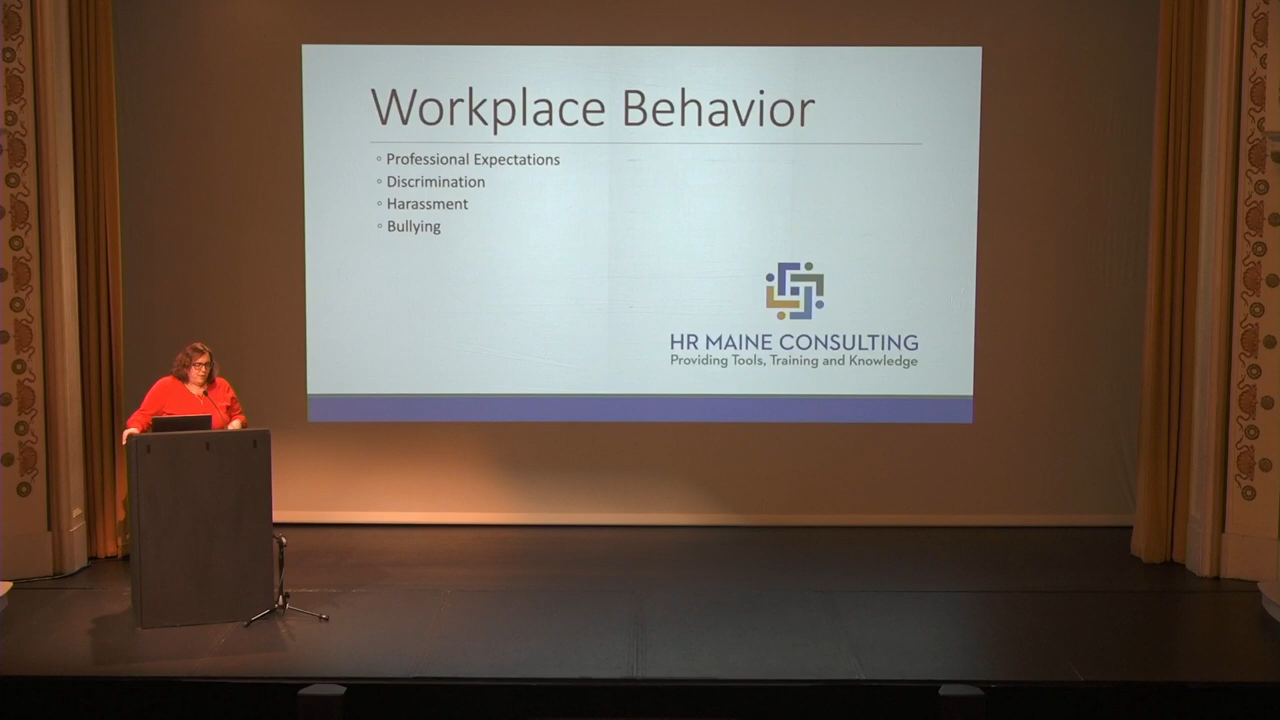 Workplace Behavior
◦ Professional Expectations
◦ Discrimination
◦ Harassment
◦ Bullying
HR MAINE CONSULTING
Providing Tools, Training and Knowledge